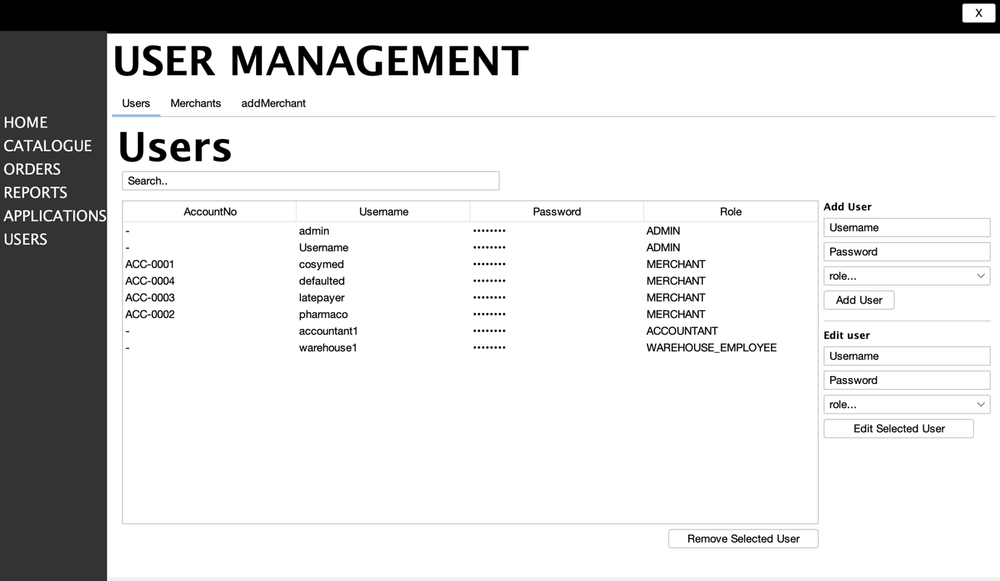 X
USER MANAGEMENT
Users Merchants addMerchant
HOME
CATALOGUE
ORDERS
REPORTS
APPLICATIONS
USERS
Users
Search..
AccountNo Username Password Role
- admin •••••••• ADMIN
- Username •••••••• ADMIN
ACC-0001 cosymed •••••••• MERCHANT
ACC-0004 defaulted •••••••• MERCHANT
ACC-0003 latepayer •••••••• MERCHANT
ACC-0002 pharmaco •••••••• MERCHANT
- accountant1 •••••••• ACCOUNTANT
- warehouse1 •••••••• WAREHOUSE_EMPLOYEE
Remove Selected User
Add User
Username
Password
role...
Add User
Edit user
Username
Password
role...
Edit Selected User